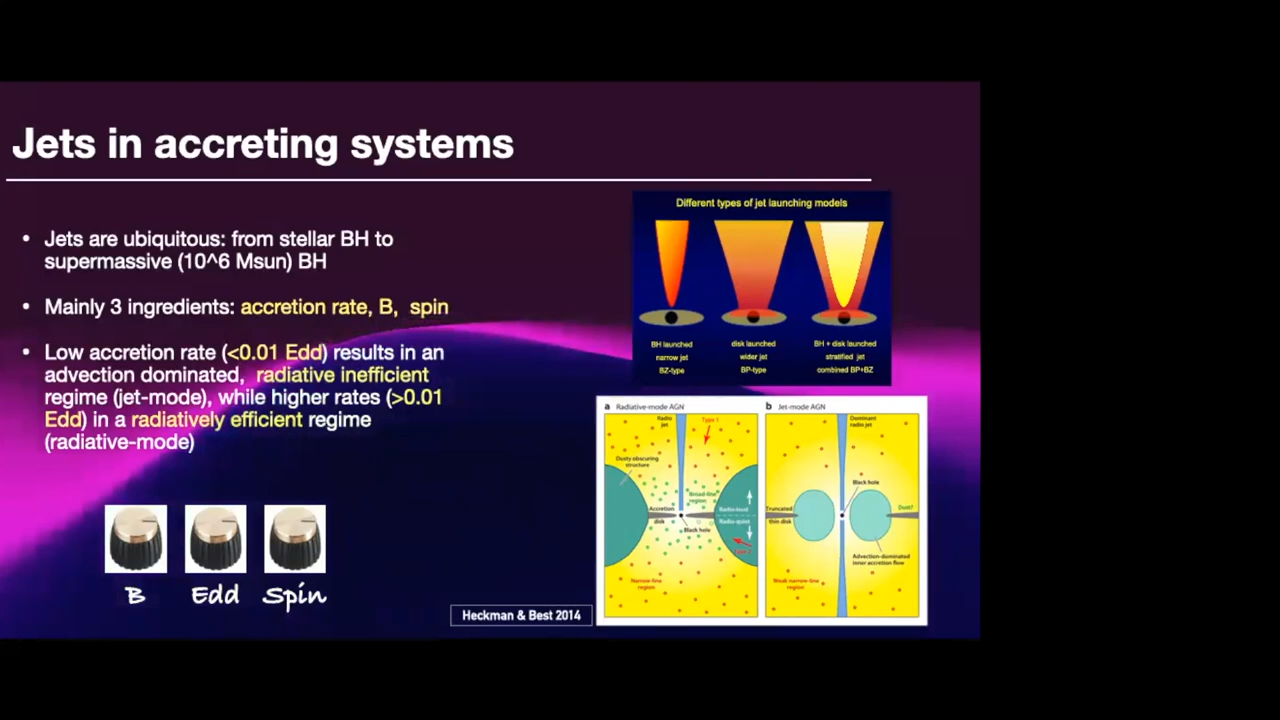 Jets in accreting systems
• Jets are ubiquitous: from stellar BH to
supermassive (10^6 Msun) BH
• Mainly 3 ingredients: accretion rate, B, spin
• Low accretion rate (<0.01 Edd) results in an
advection dominated, radiative inefficient
regime (jet-mode), while higher rates (>0.01
Edd) in a radiatively efficient regime
(radiative-mode)
B Edd Spin
Heckman & Best 2014
Different types of jet launching models
BH launched
narrow jet
BZ-type
disk launched
wider jet
BP-type
BH + disk launched
stratified jet
combined BP+BZ
a Radiative-mode AGN
Radio
jet
Type 1
Dusty obscuring
structure
Broad-line
region
Accretion
disk
Black hole
Radio-loud
Radio-quiet
Type 2
Narrow-line
region
b Jet-mode AGN
Dominant
radio jet
Black hole
Truncated
thin disk
Dust?
Advection-dominated
inner accretion flow
Weak narrow-line
region